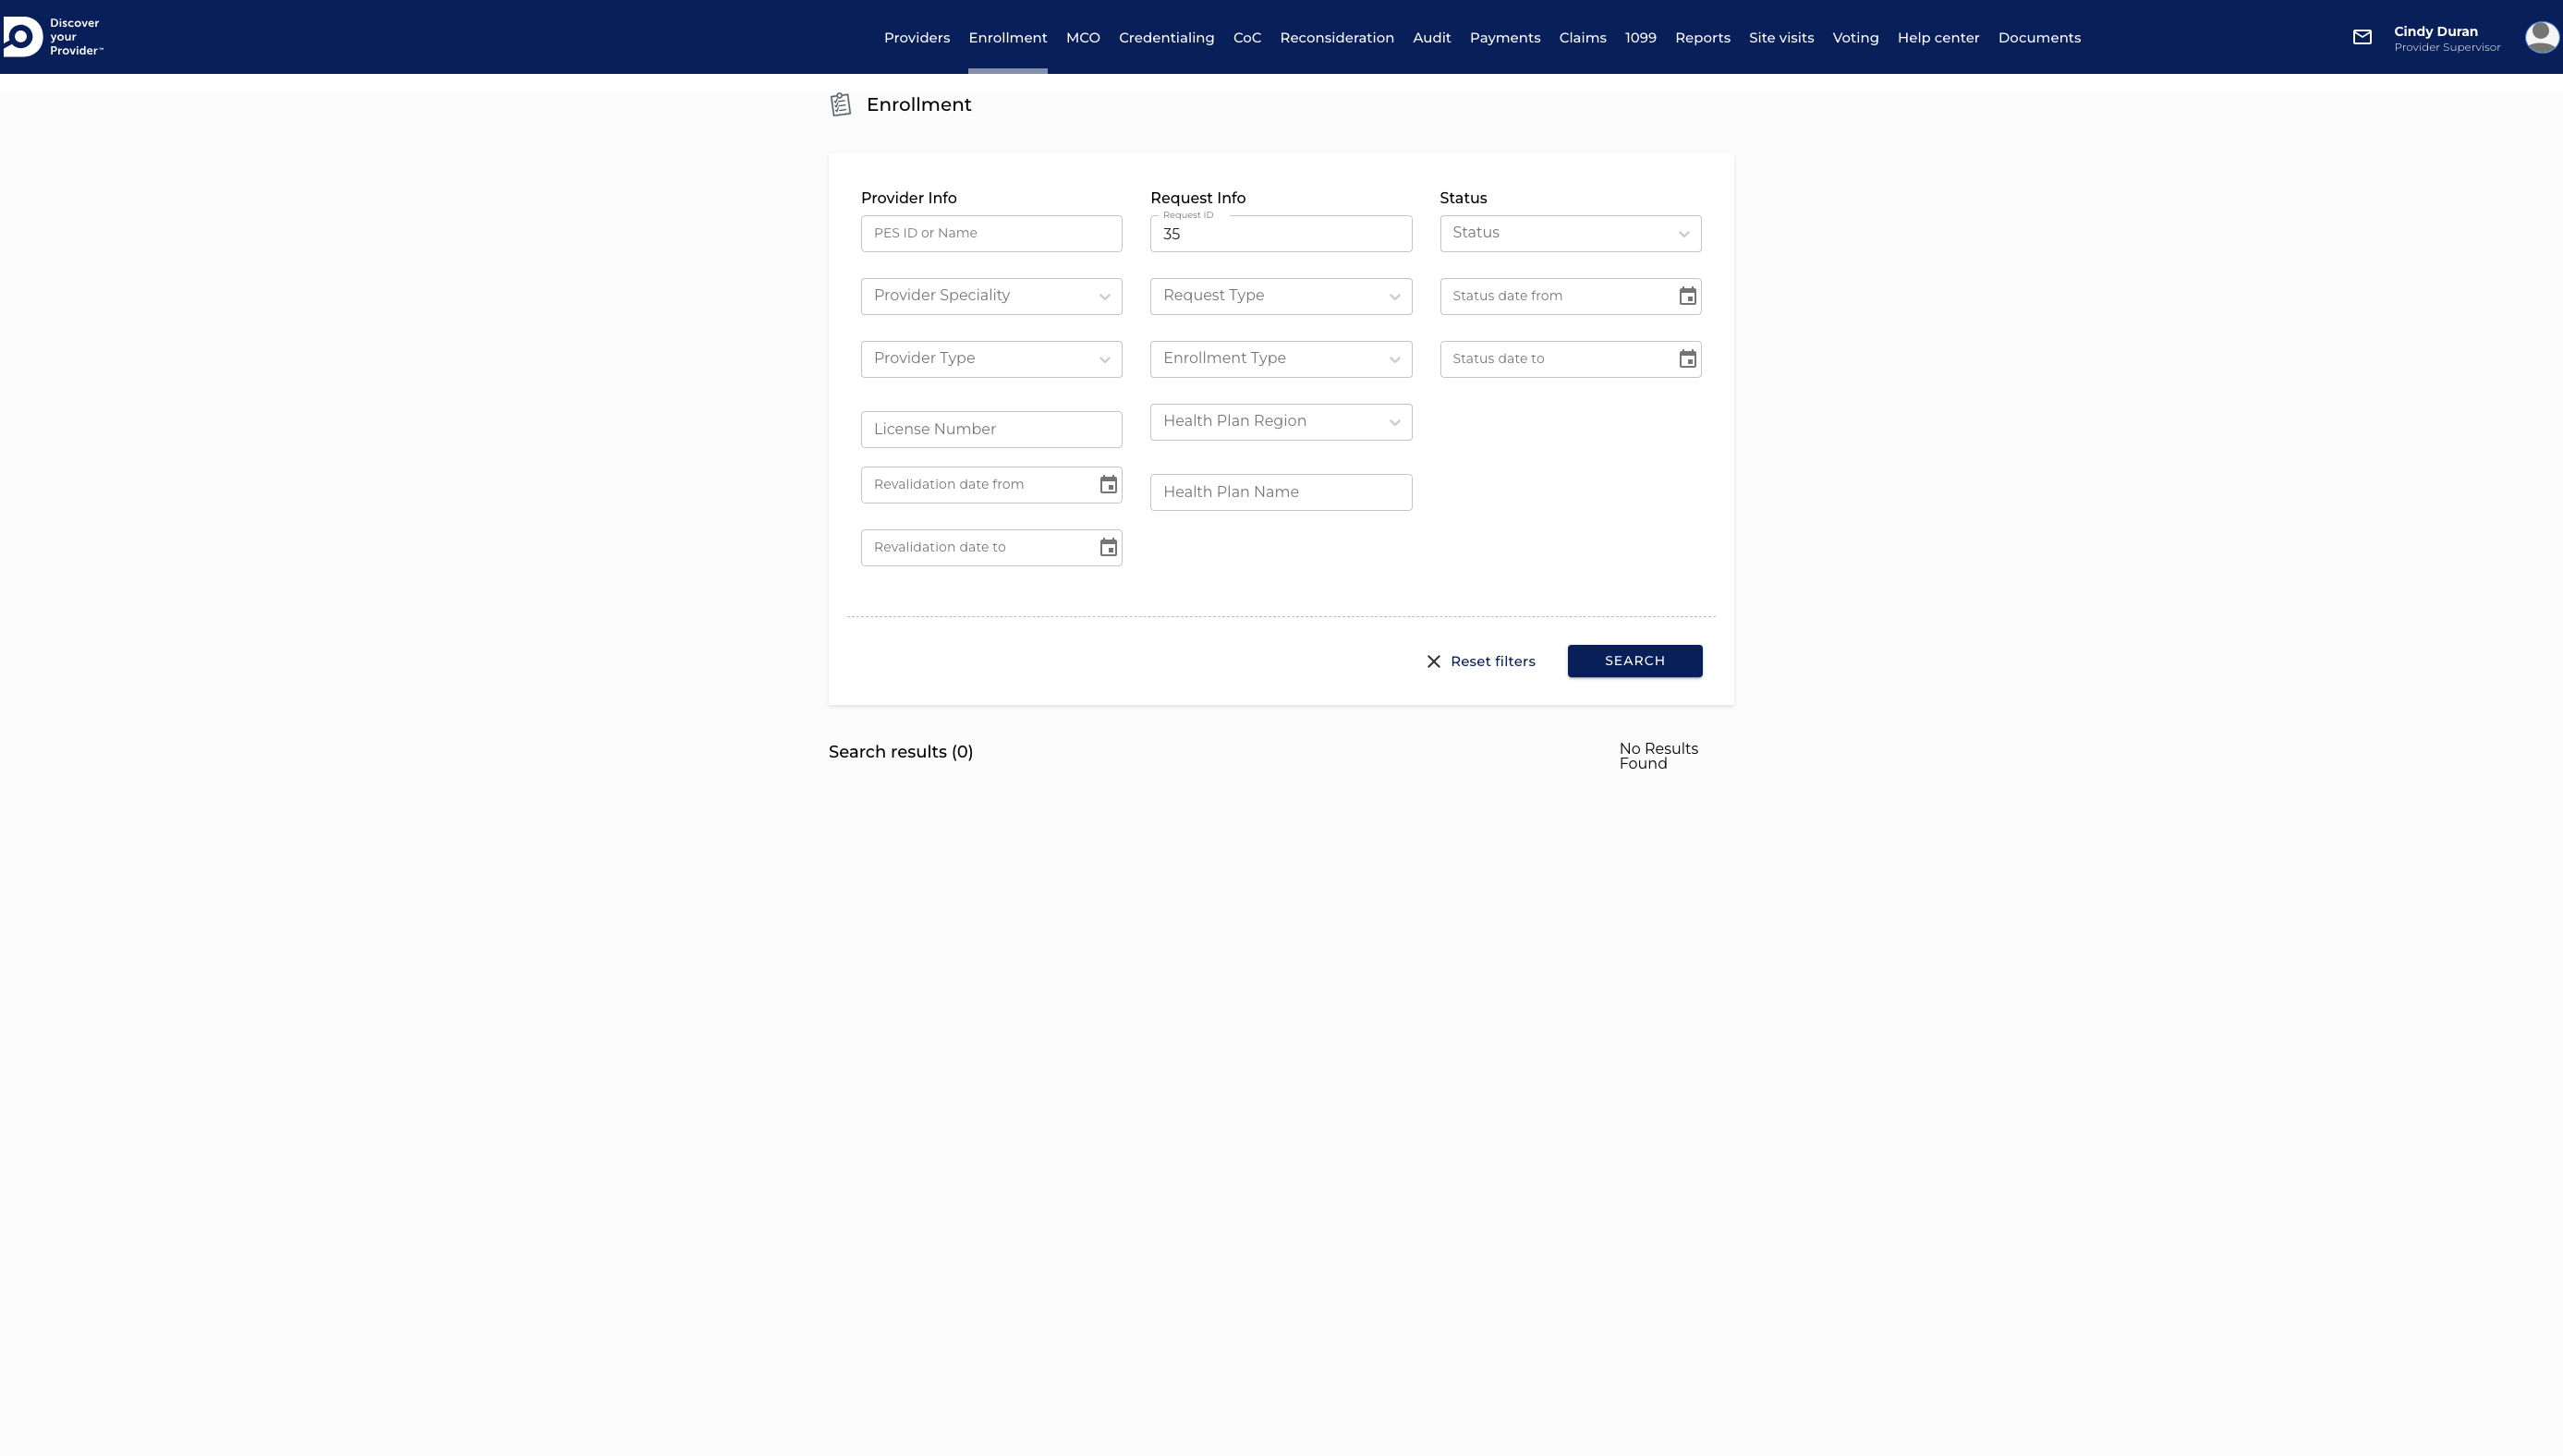 Discover
your
Provider™
Providers Enrollment MCO Credentialing CoC Reconsideration Audit Payments Claims 1099 Reports Site visits Voting Help center Documents
Cindy Duran
Provider Supervisor
Enrollment
Provider Info
PES ID or Name
Provider Speciality
Provider Type
License Number
Revalidation date from
Revalidation date to
Request Info
Request ID
35
Request Type
Enrollment Type
Health Plan Region
Health Plan Name
Status
Status
Status date from
Status date to
Reset filters
SEARCH
Search results (0)
No Results
Found